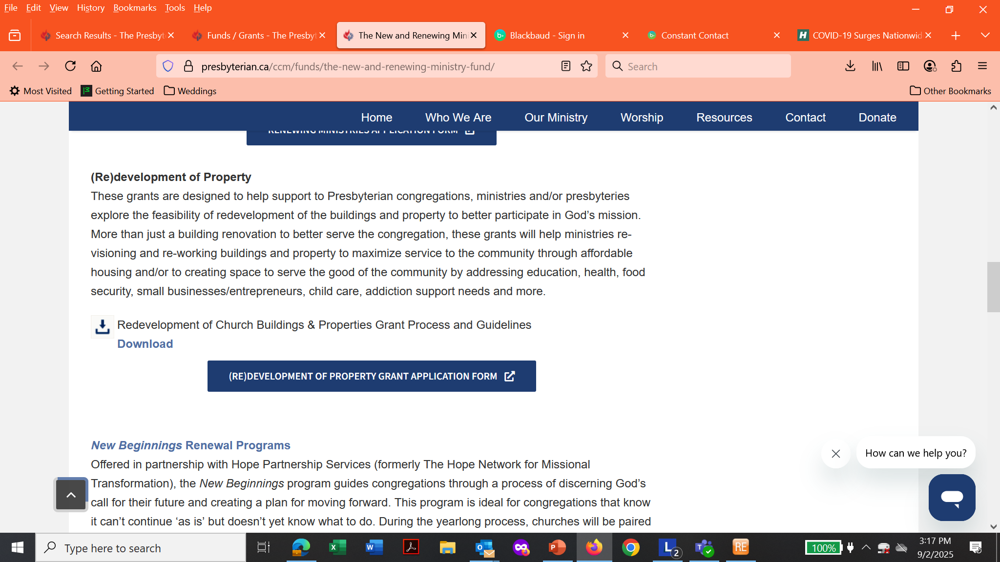 File Edit View History Bookmarks Tools Help
Search Results - The Presbyt
Funds / Grants - The Presbyt
The New and Renewing Min
Blackbaud - Sign in
Constant Contact
COVID-19 Surges Nationwid
presbyterian.ca/ccm/funds/the-new-and-renewing-ministry-fund/
Search
Most Visited Getting Started Weddings Other Bookmarks
Home Who We Are Our Ministry Worship Resources Contact Donate
RENEWING MINISTRIES APPLICATION FORM
(Re)development of Property
These grants are designed to help support to Presbyterian congregations, ministries and/or presbyteries
explore the feasibility of redevelopment of the buildings and property to better participate in God’s mission.
More than just a building renovation to better serve the congregation, these grants will help ministries re-
visioning and re-working buildings and property to maximize service to the community through affordable
housing and/or to creating space to serve the good of the community by addressing education, health, food
security, small businesses/entrepreneurs, child care, addiction support needs and more.
Redevelopment of Church Buildings & Properties Grant Process and Guidelines
Download
(RE)DEVELOPMENT OF PROPERTY GRANT APPLICATION FORM
New Beginnings Renewal Programs
Offered in partnership with Hope Partnership Services (formerly The Hope Network for Missional
Transformation), the New Beginnings program guides congregations through a process of discerning God’s
call for their future and creating a plan for moving forward. This program is ideal for congregations that know
it can’t continue ‘as is’ but doesn’t yet know what to do. During the yearlong process, churches will be paired
How can we help you?
Type here to search
L 2
RE
100%
3:17 PM
9/2/2025